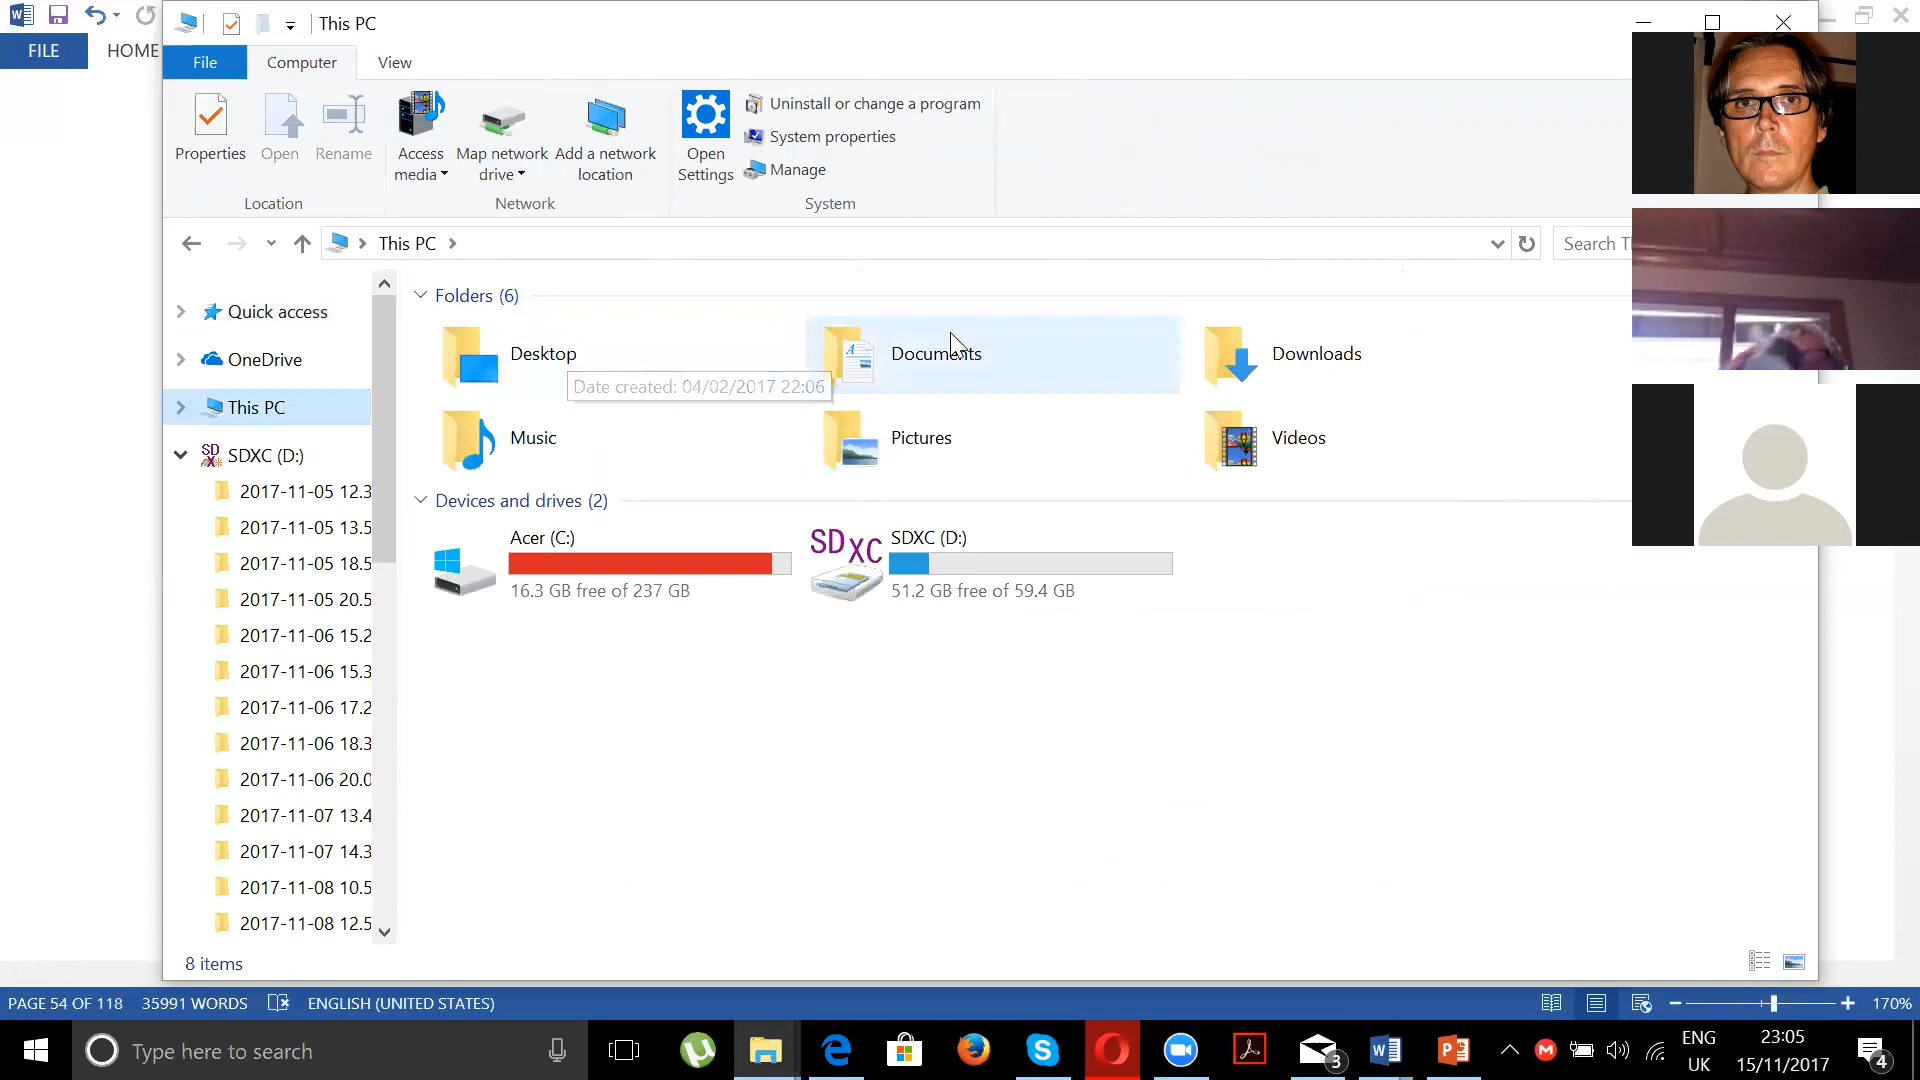 This PC
FILE
HOME
File
Computer
View
Properties
Open
Rename
Access media
Map network drive
Add a network location
Open Settings
Uninstall or change a program
System properties
Manage
Location
Network
System
This PC
Search T
Quick access
OneDrive
This PC
SDXC (D:)
2017-11-05 12.3
2017-11-05 13.5
2017-11-05 18.5
2017-11-05 20.5
2017-11-06 15.2
2017-11-06 15.3
2017-11-06 17.2
2017-11-06 18.3
2017-11-06 20.0
2017-11-07 13.4
2017-11-07 14.3
2017-11-08 10.5
2017-11-08 12.5
Folders (6)
Desktop
Documents
Downloads
Date created: 04/02/2017 22:06
Music
Pictures
Videos
Devices and drives (2)
Acer (C:)
16.3 GB free of 237 GB
SD XC
SDXC (D:)
51.2 GB free of 59.4 GB
8 items
PAGE 54 OF 118
35991 WORDS
ENGLISH (UNITED STATES)
170%
Type here to search
3
ENG
UK
23:05
15/11/2017
4